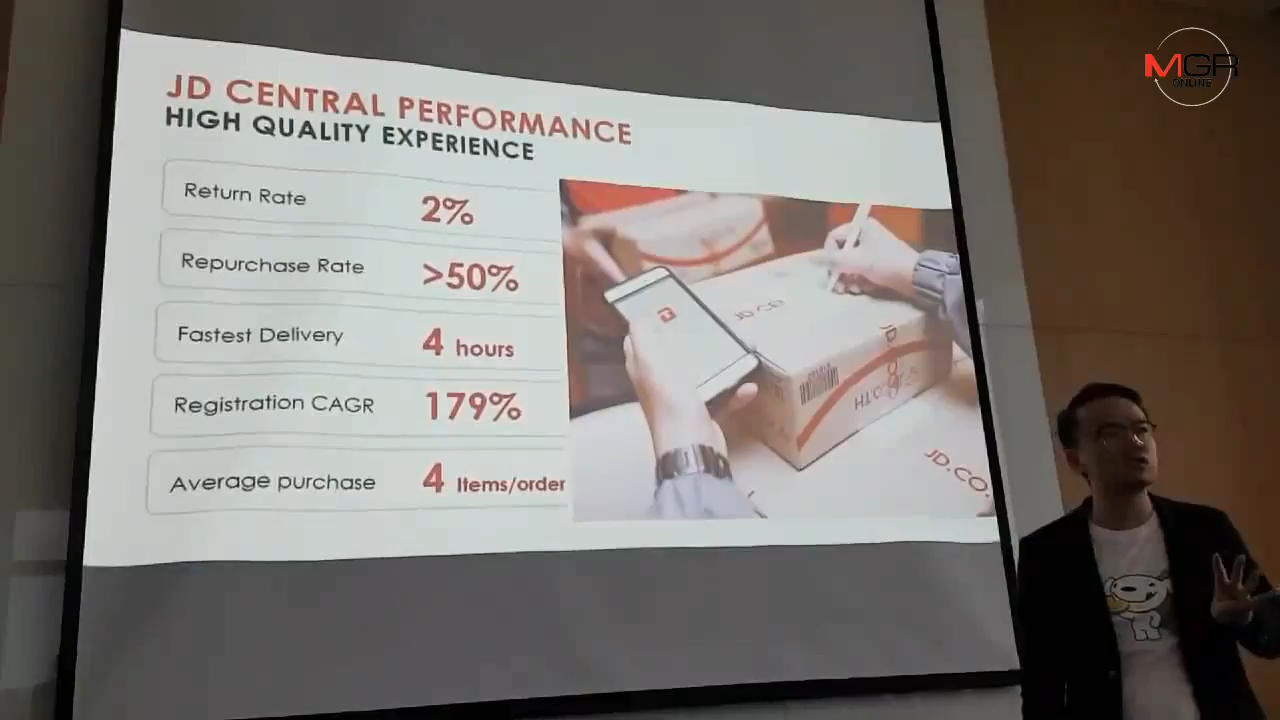 MGR
ONLINE
JD CENTRAL PERFORMANCE
HIGH QUALITY EXPERIENCE
Return Rate 2%
Repurchase Rate >50%
Fastest Delivery 4 hours
Registration CAGR 179%
Average purchase 4 Items/order
JD.CO
JD.CO.